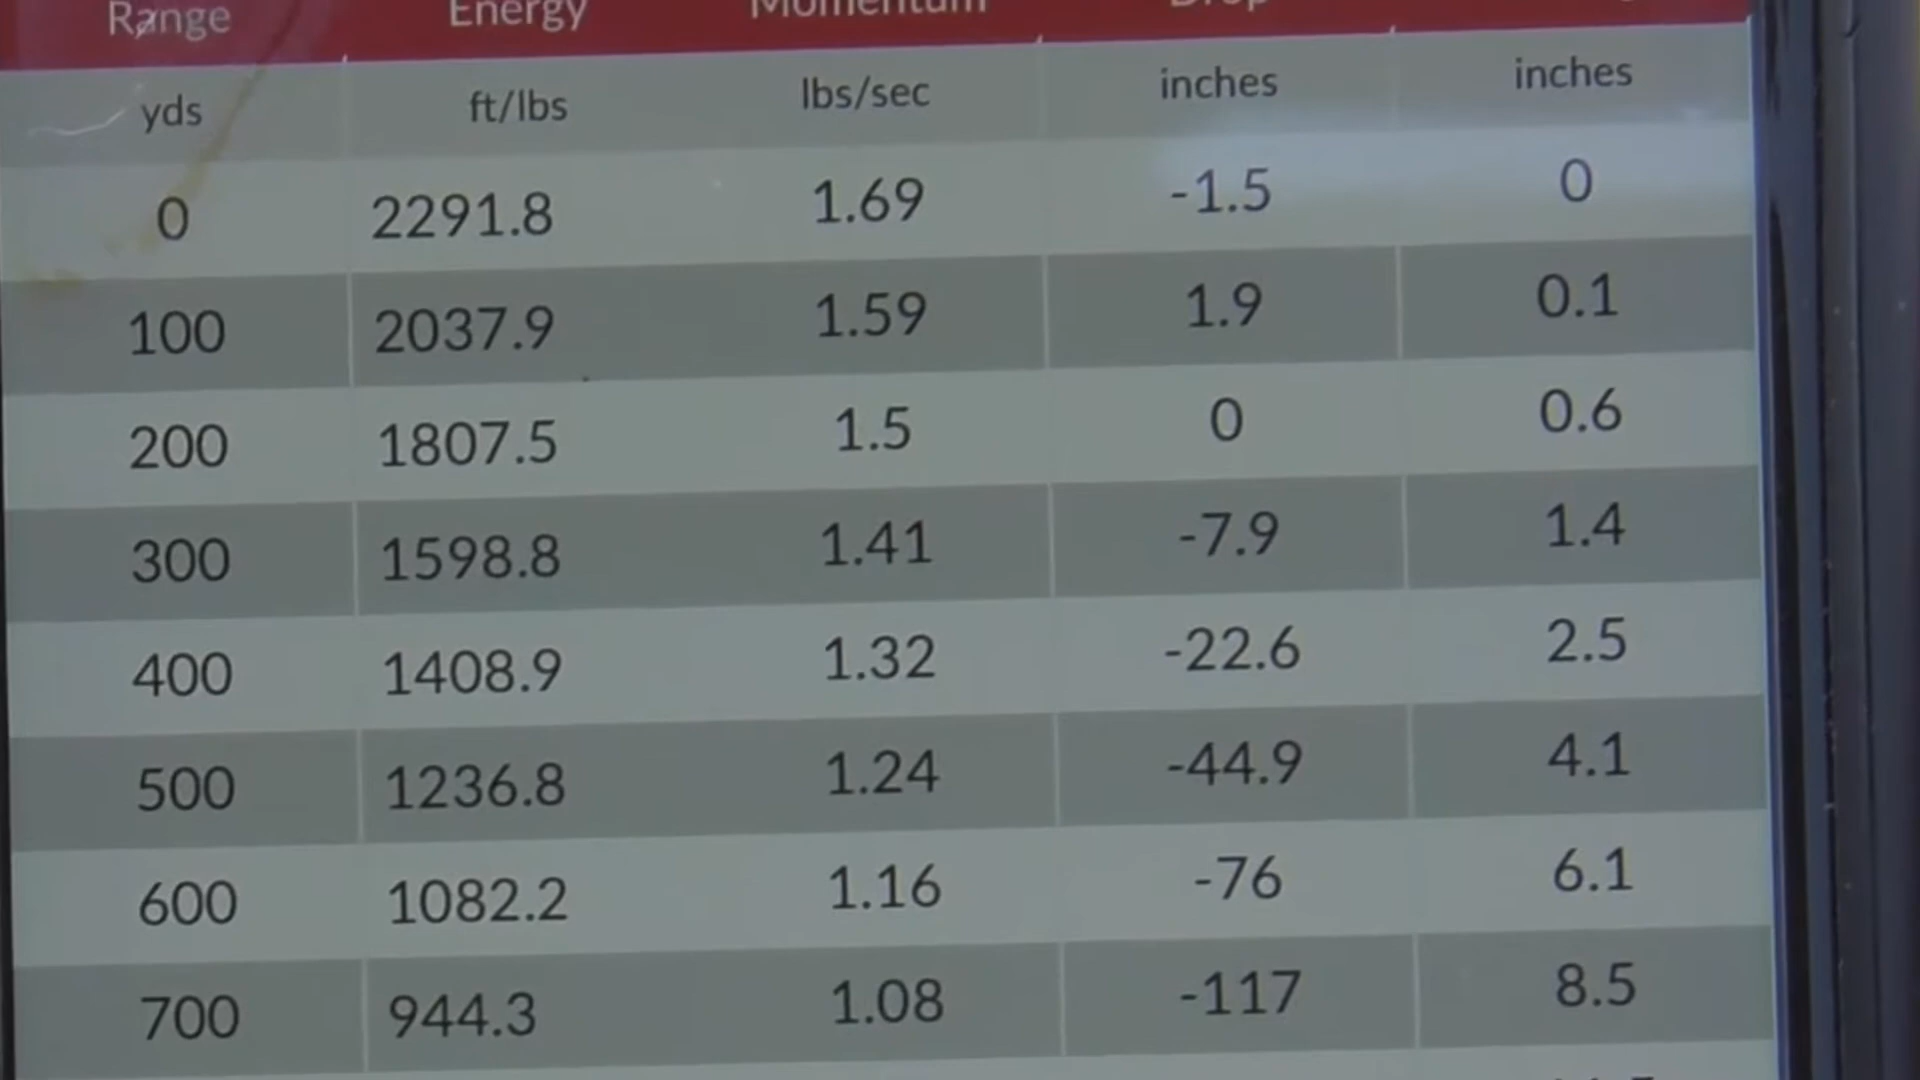 Range Energy Momentum Drop
yds ft/lbs lbs/sec inches inches
0 2291.8 1.69 -1.5 0
100 2037.9 1.59 1.9 0.1
200 1807.5 1.5 0 0.6
300 1598.8 1.41 -7.9 1.4
400 1408.9 1.32 -22.6 2.5
500 1236.8 1.24 -44.9 4.1
600 1082.2 1.16 -76 6.1
700 944.3 1.08 -117 8.5